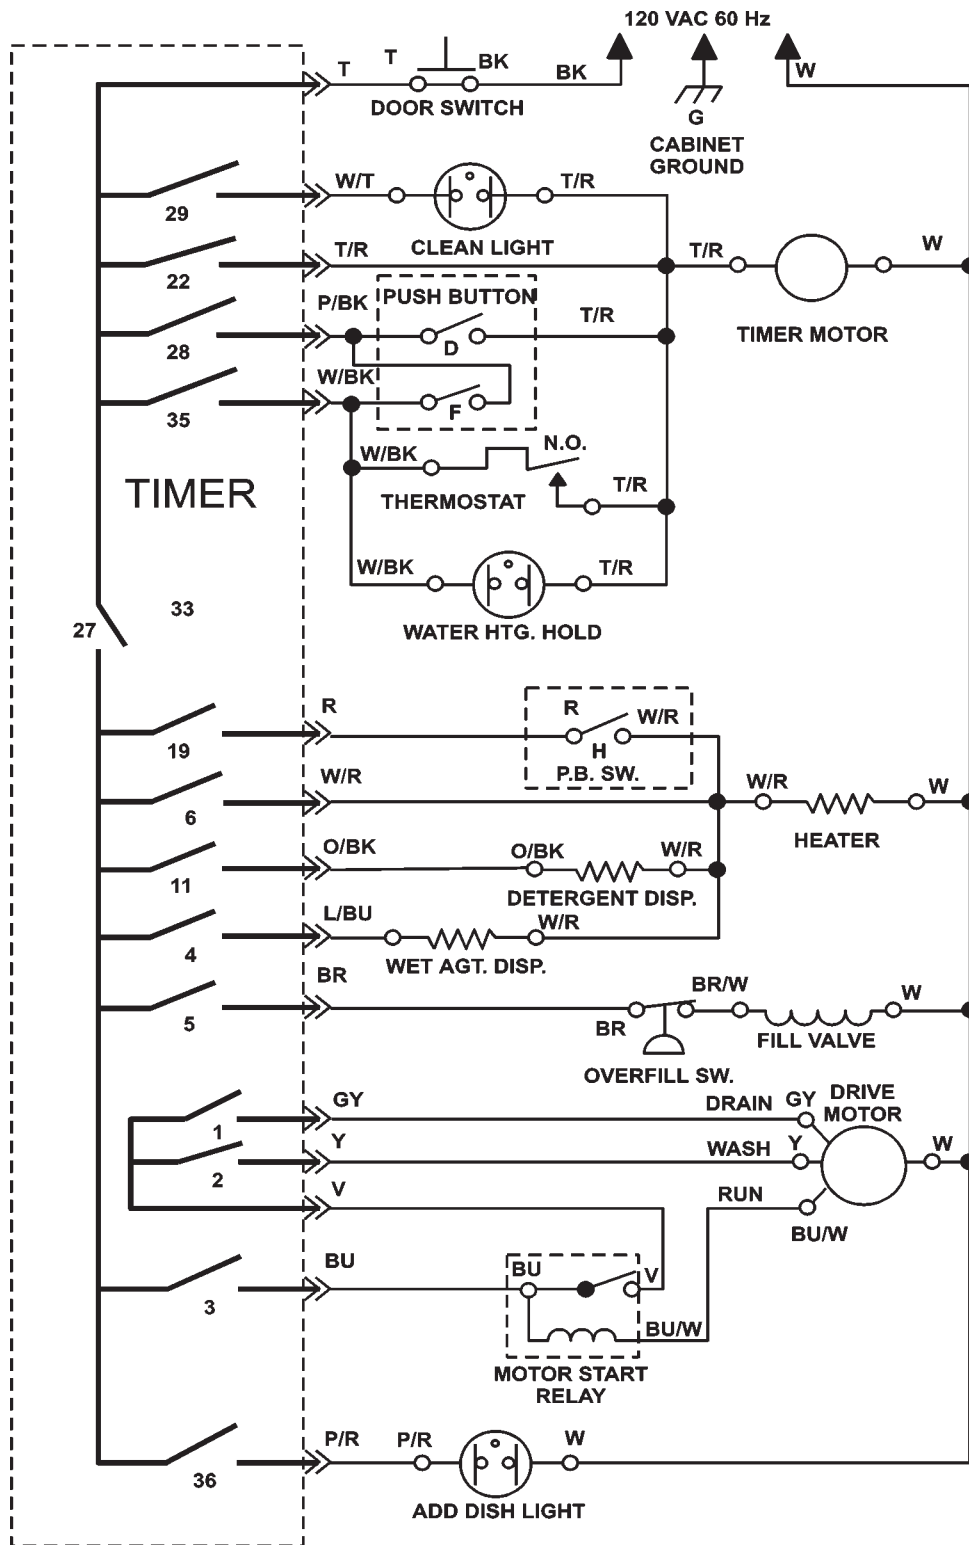 120 VAC 60 Hz
T
T
BK
BK
W
DOOR SWITCH
G
CABINET
GROUND
W/T
T/R
29
CLEAN LIGHT
T/R
T/R
W
22
P/BK
PUSH BUTTON
T/R
TIMER MOTOR
28
D
W/BK
35
F
W/BK
N.O.
TIMER
THERMOSTAT
T/R
W/BK
T/R
33
27
WATER HTG. HOLD
R
R
W/R
19
H
P.B. SW.
W/R
W/R
W
6
HEATER
O/BK
O/BK
W/R
11
DETERGENT DISP.
L/BU
W/R
4
WET AGT. DISP.
BR
BR/W
W
5
BR
FILL VALVE
OVERFILL SW.
GY
DRAIN
GY
DRIVE
MOTOR
1
Y
WASH
Y
W
2
V
RUN
BU/W
BU
BU
V
3
BU/W
MOTOR START
RELAY
P/R
P/R
W
36
ADD DISH LIGHT